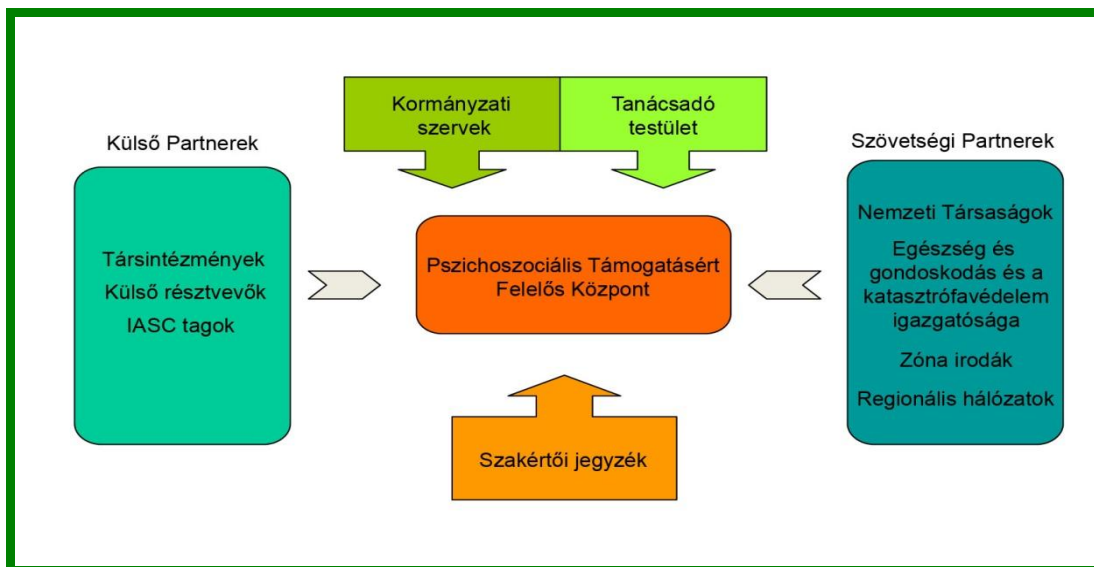 Kormányzati
szervek
Tanácsadó
testület
Külső Partnerek
Társintézmények
Külső résztvevők
IASC tagok
Pszichoszociális Támogatásért
Felelős Központ
Szövetségi Partnerek
Nemzeti Társaságok
Egészség és
gondoskodás és a
katasztrófavédelem
igazgatósága
Zóna irodák
Regionális hálózatok
Szakértői jegyzék